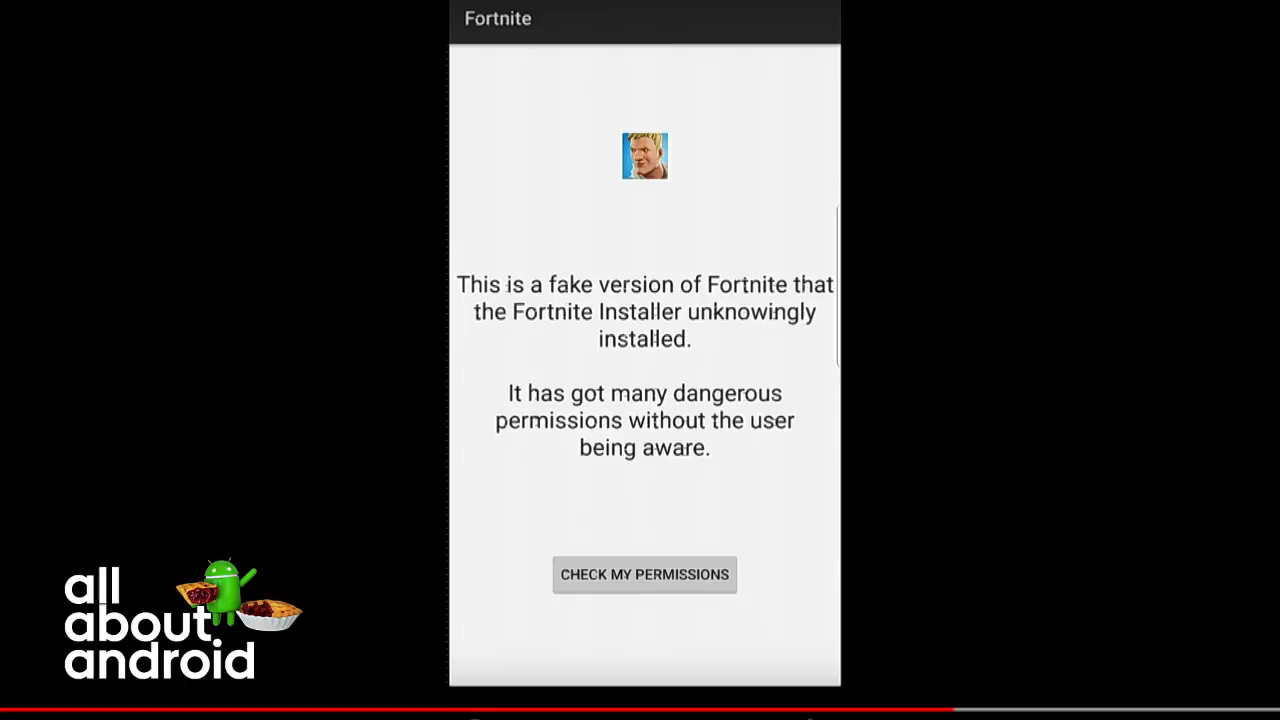 Fortnite
This is a fake version of Fortnite that
the Fortnite Installer unknowingly
installed.
It has got many dangerous
permissions without the user
being aware.
CHECK MY PERMISSIONS
all
about
android